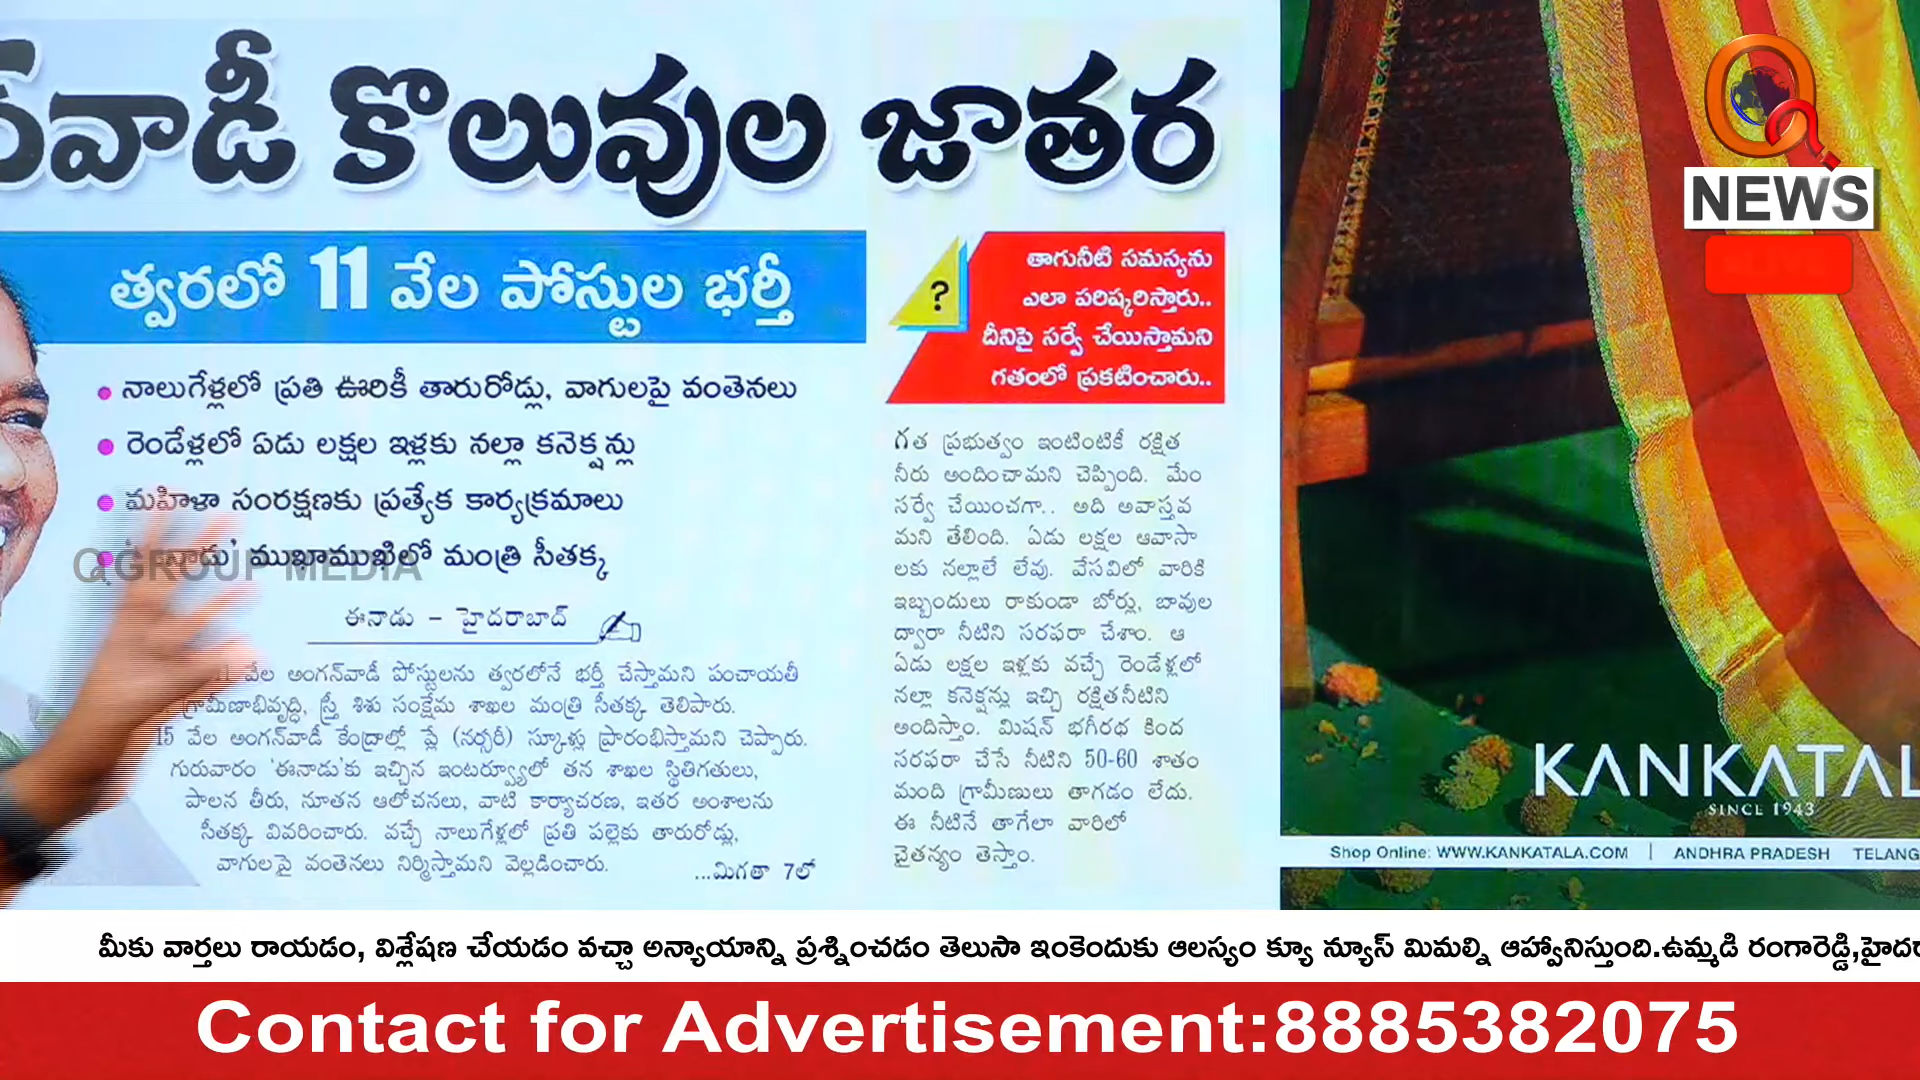 వాడీ కొలువుల జాతర
త్వరలో 11 వేల పోస్టుల భర్తీ
• నాలుగేళ్లలో ప్రతి ఊరికీ తారురోడ్లు, వాగులపై వంతెనలు
• రెండేళ్లలో ఏడు లక్షల ఇళ్లకు నల్లా కనెక్షన్లు
• మహిళా సంరక్షణకు ప్రత్యేక కార్యక్రమాలు
ముఖాముఖిలో మంత్రి సీతక్క
QGROUP MEDIA
ఈనాడు – హైదరాబాద్
11 వేల అంగన్‌వాడీ పోస్టులను త్వరలోనే భర్తీ చేస్తామని పంచాయతీ
గ్రామీణాభివృద్ధి, స్త్రీ శిశు సంక్షేమ శాఖల మంత్రి సీతక్క తెలిపారు.
15 వేల అంగన్‌వాడీ కేంద్రాల్లో ప్లే (నర్సరీ) స్కూళ్లు ప్రారంభిస్తామని చెప్పారు.
గురువారం ‘ఈనాడు’కు ఇచ్చిన ఇంటర్వ్యూలో తన శాఖల స్థితిగతులు,
పాలన తీరు, నూతన ఆలోచనలు, వాటి కార్యాచరణ, ఇతర అంశాలను
సీతక్క వివరించారు. వచ్చే నాలుగేళ్లలో ప్రతి పల్లెకు తారురోడ్లు,
వాగులపై వంతెనలు నిర్మిస్తామని వెల్లడించారు.
...మిగతా 7లో
?
తాగునీటి సమస్యను
ఎలా పరిష్కరిస్తారు..
దీనిపై సర్వే చేయిస్తామని
గతంలో ప్రకటించారు..
గత ప్రభుత్వం ఇంటింటికీ రక్షిత
నీరు అందించామని చెప్పింది. మేం
సర్వే చేయించగా.. అది అవాస్తవ
మని తేలింది. ఏడు లక్షల ఆవాసా
లకు నల్లాలే లేవు. వేసవిలో వారికి
ఇబ్బందులు రాకుండా బోర్లు, బావుల
ద్వారా నీటిని సరఫరా చేశాం. ఆ
ఏడు లక్షల ఇళ్లకు వచ్చే రెండేళ్లలో
నల్లా కనెక్షన్లు ఇచ్చి రక్షితనీటిని
అందిస్తాం. మిషన్ భగీరథ కింద
సరఫరా చేసే నీటిని 50-60 శాతం
మంది గ్రామీణులు తాగడం లేదు.
ఈ నీటినే తాగేలా వారిలో
చైతన్యం తెస్తాం.
Q
NEWS
KANKATAL
SINCE 1943
Shop Online: WWW.KANKATALA.COM | ANDHRA PRADESH TELANG
మీకు వార్తలు రాయడం, విశ్లేషణ చేయడం వచ్చా అన్యాయాన్ని ప్రశ్నించడం తెలుసా ఇంకెందుకు ఆలస్యం క్యూ న్యూస్ మిమల్ని ఆహ్వానిస్తుంది.ఉమ్మడి రంగారెడ్డి,హైదర
Contact for Advertisement:8885382075